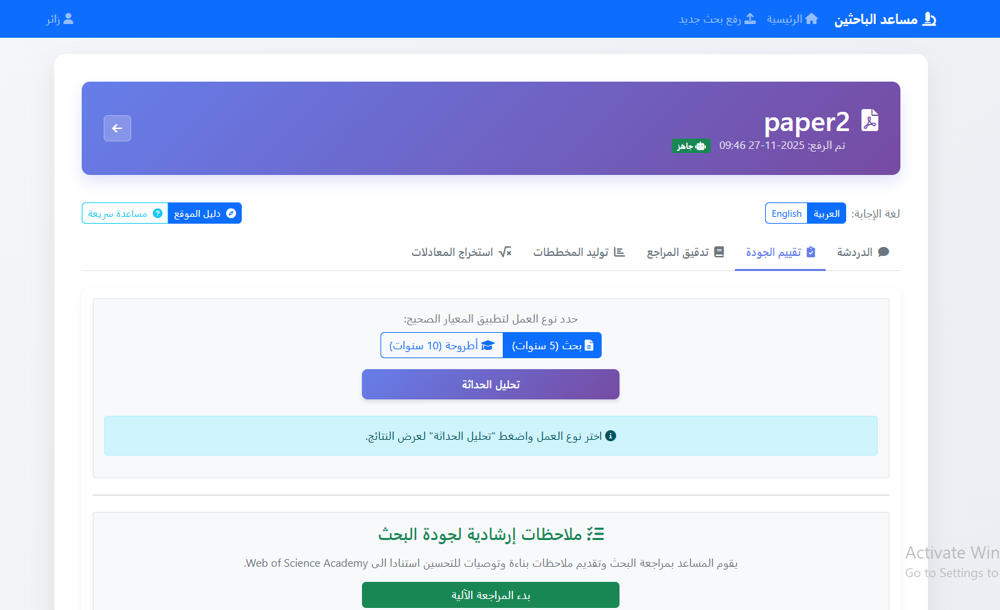 مساعد الباحثين
الرئيسية
رفع بحث جديد
زائر
paper2
تم الرفع: 2025-11-27 09:46
جاهز
لغة الإجابة:
العربية
English
دليل الموقع
مساعدة سريعة
الدردشة
تقييم الجودة
تدقيق المراجع
توليد المخططات
استخراج المعادلات
حدد نوع العمل لتطبيق المعيار الصحيح:
بحث (5 سنوات)
أطروحة (10 سنوات)
تحليل الحداثة
اختر نوع العمل واضغط "تحليل الحداثة" لعرض النتائج.
ملاحظات إرشادية لجودة البحث
يقوم المساعد بمراجعة البحث وتقديم ملاحظات بناءة وتوصيات للتحسين استنادا الى Web of Science Academy.
بدء المراجعة الآلية
Activate Win
Go to Settings to